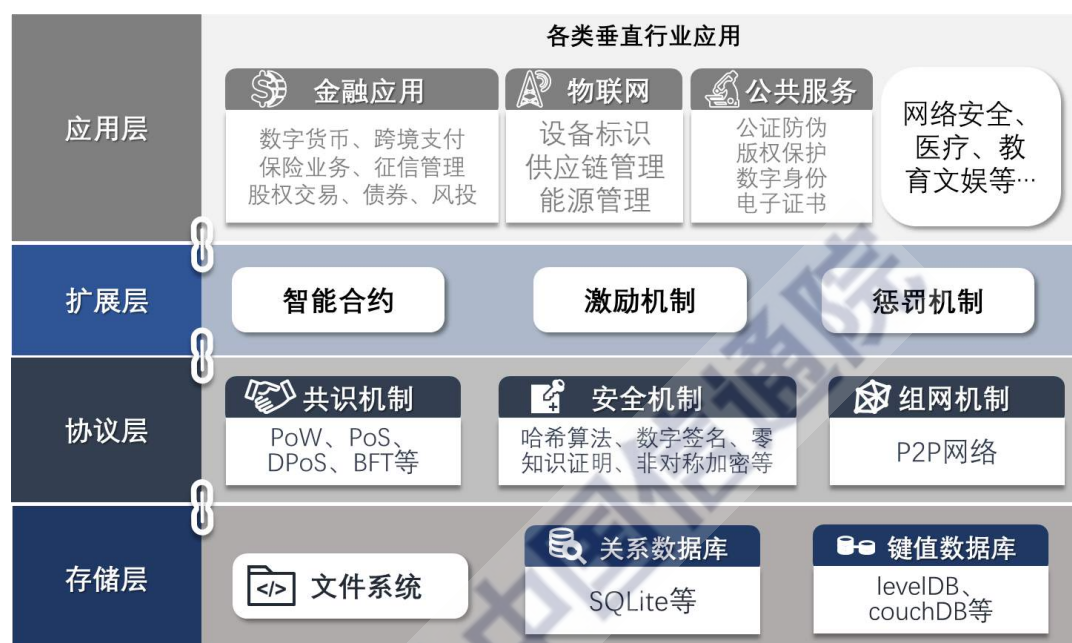 各类垂直行业应用
应用层
金融应用
数字货币、跨境支付
保险业务、征信管理
股权交易、债券、风投
物联网
设备标识
供应链管理
能源管理
公共服务
公证防伪
版权保护
数字身份
电子证书
网络安全、
医疗、教
育文娱等…
扩展层
智能合约
激励机制
惩罚机制
协议层
共识机制
PoW、PoS、
DPoS、BFT等
安全机制
哈希算法、数字签名、零
知识证明、非对称加密等
组网机制
P2P网络
存储层
</>
文件系统
关系数据库
SQLite等
键值数据库
levelDB、
couchDB等
中国信通院